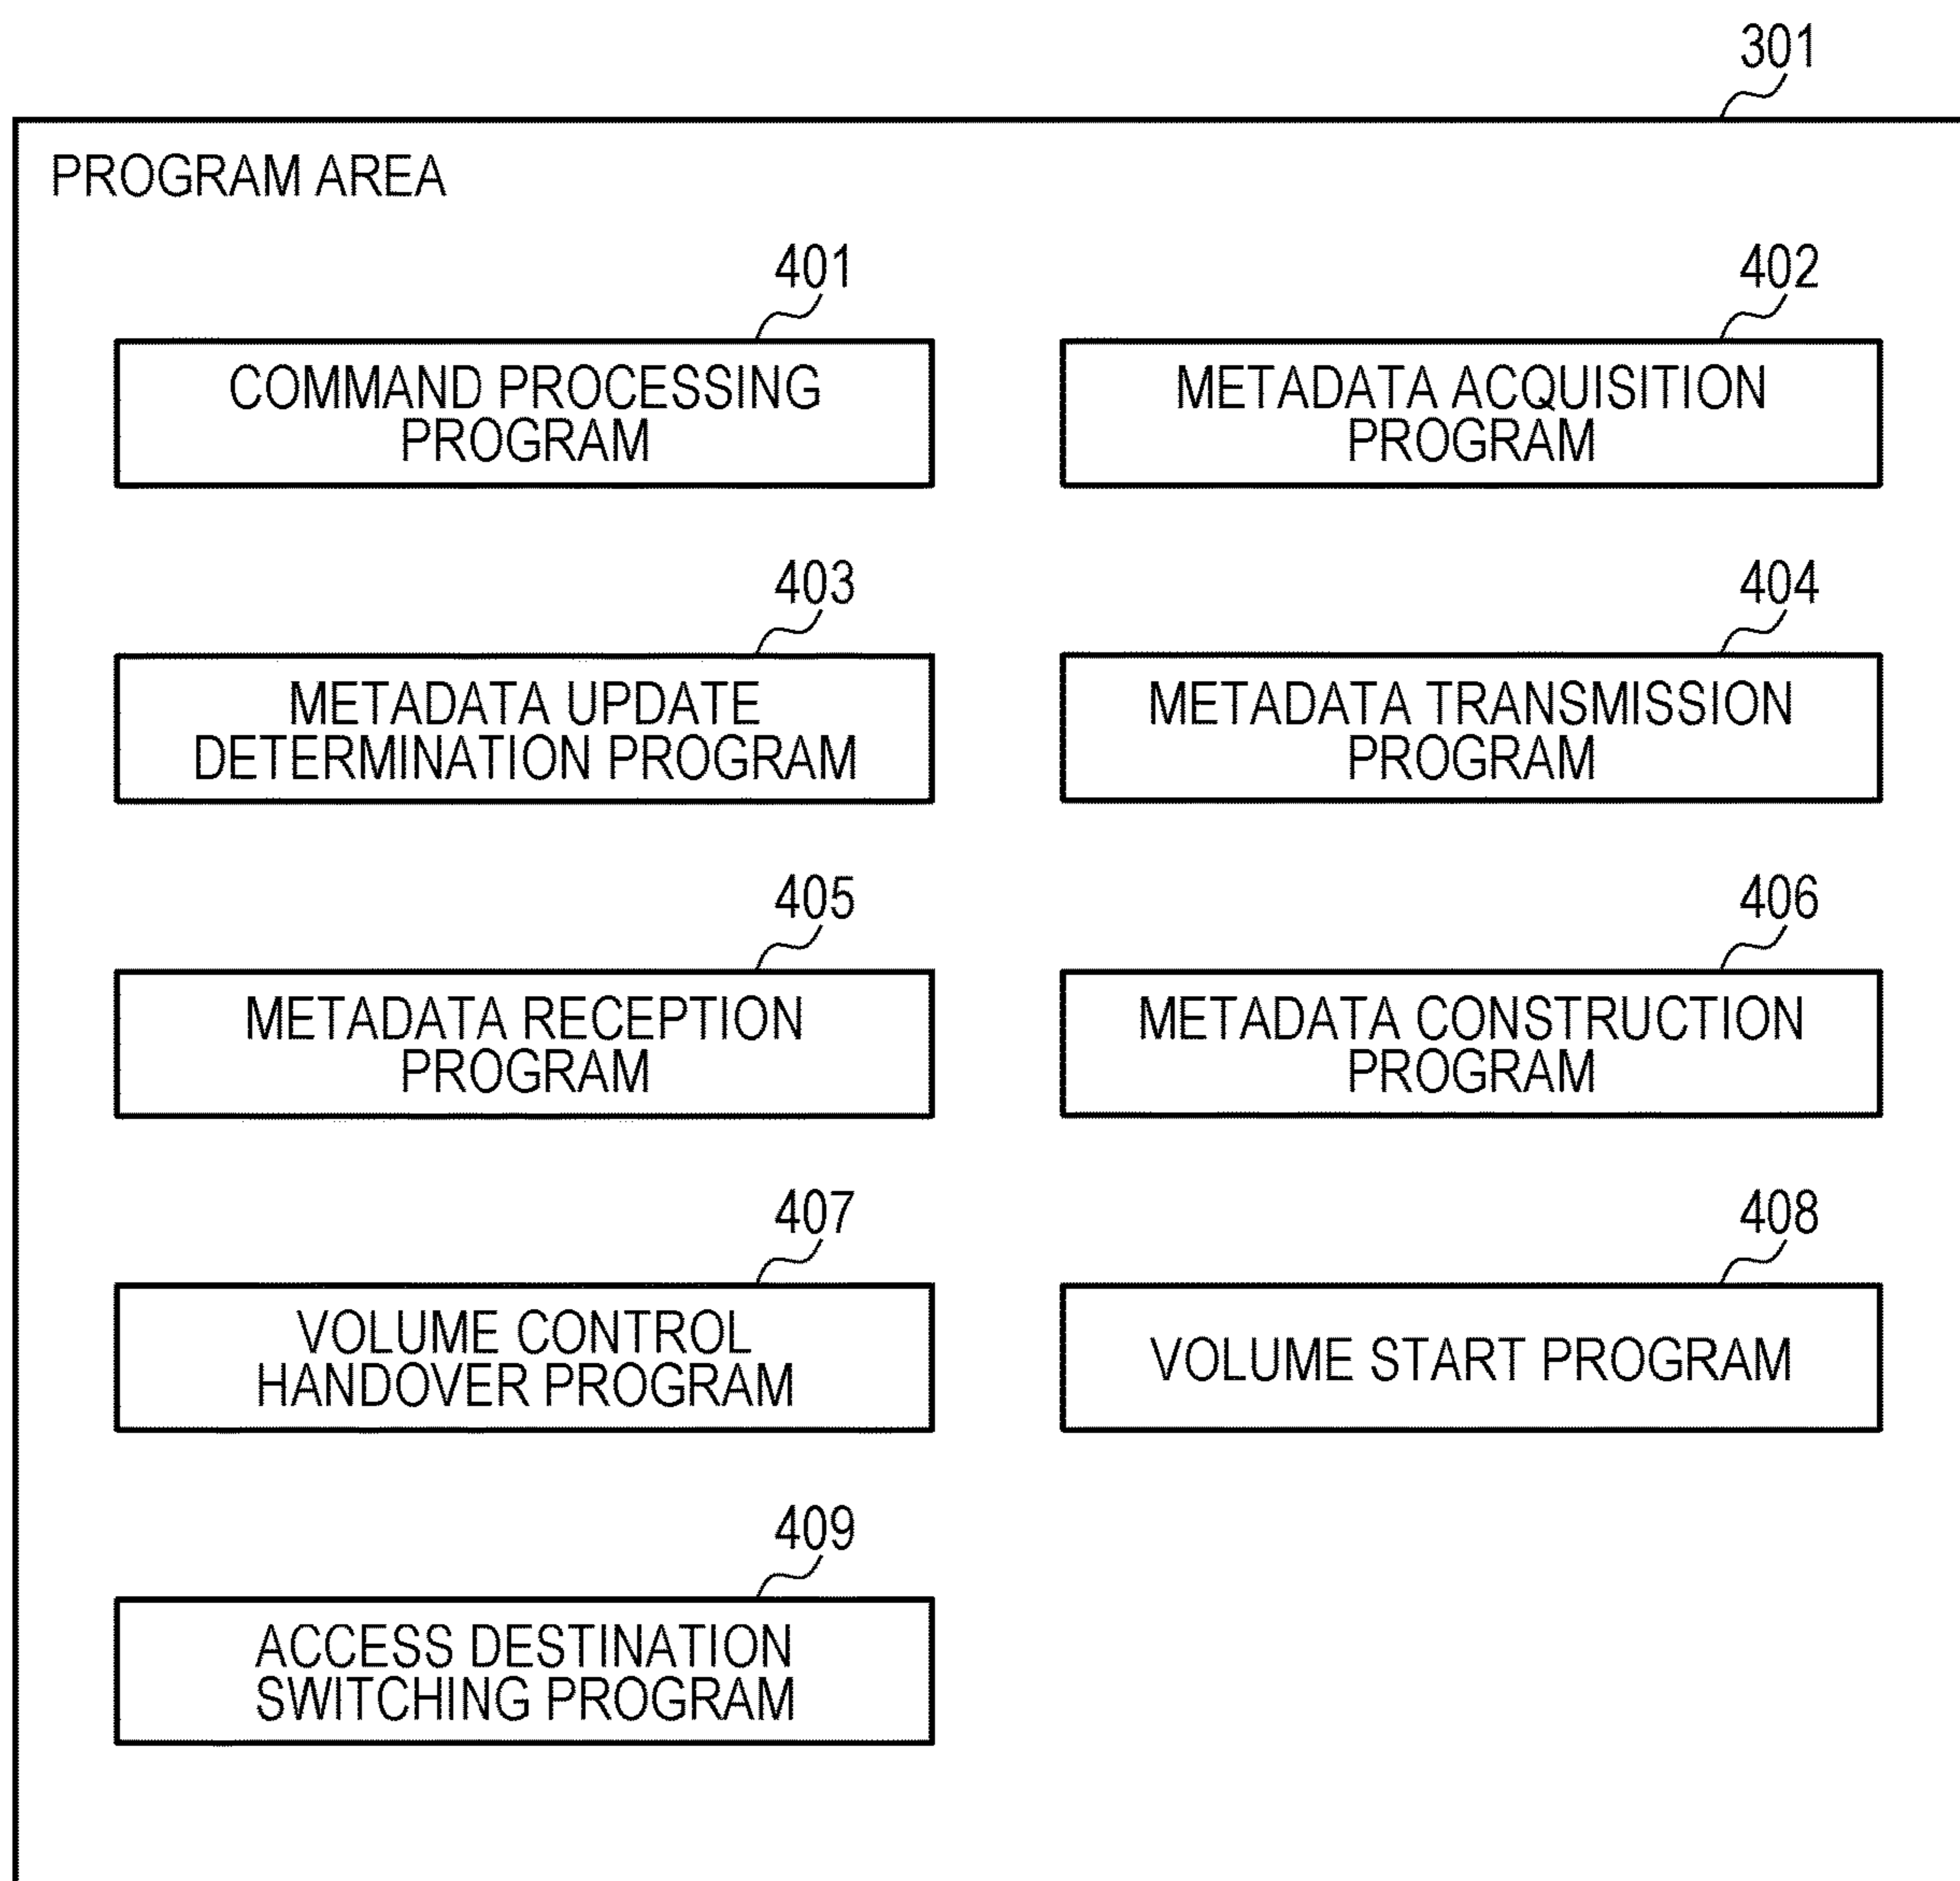 301
PROGRAM AREA
401
COMMAND PROCESSING
PROGRAM
402
METADATA ACQUISITION
PROGRAM
403
METADATA UPDATE
DETERMINATION PROGRAM
404
METADATA TRANSMISSION
PROGRAM
405
METADATA RECEPTION
PROGRAM
406
METADATA CONSTRUCTION
PROGRAM
407
VOLUME CONTROL
HANDOVER PROGRAM
408
VOLUME START PROGRAM
409
ACCESS DESTINATION
SWITCHING PROGRAM